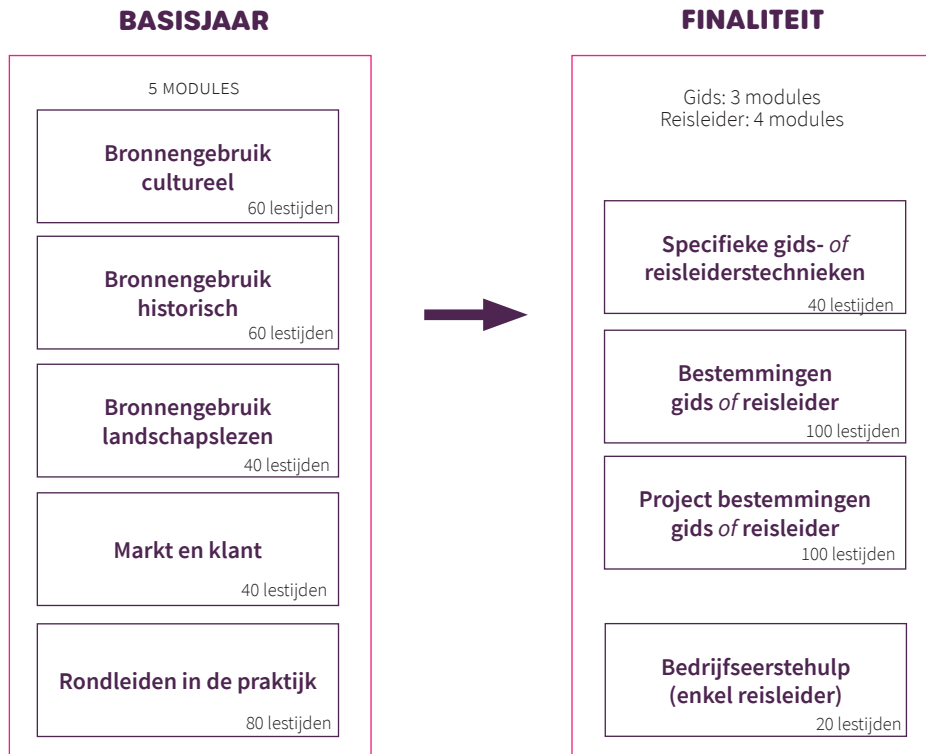 BASISJAAR
5 MODULES
Bronnengebruik
cultureel
60 lestijden
Bronnengebruik
historisch
60 lestijden
Bronnengebruik
landschapslezen
40 lestijden
Markt en klant
40 lestijden
Rondleiden in de praktijk
80 lestijden
FINALITEIT
Gids: 3 modules
Reisleider: 4 modules
Specifieke gids- of
reisleiderstechnieken
40 lestijden
Bestemmingen
gids of reisleider
100 lestijden
Project bestemmingen
gids of reisleider
100 lestijden
Bedrijfseerstehulp
(enkel reisleider)
20 lestijden